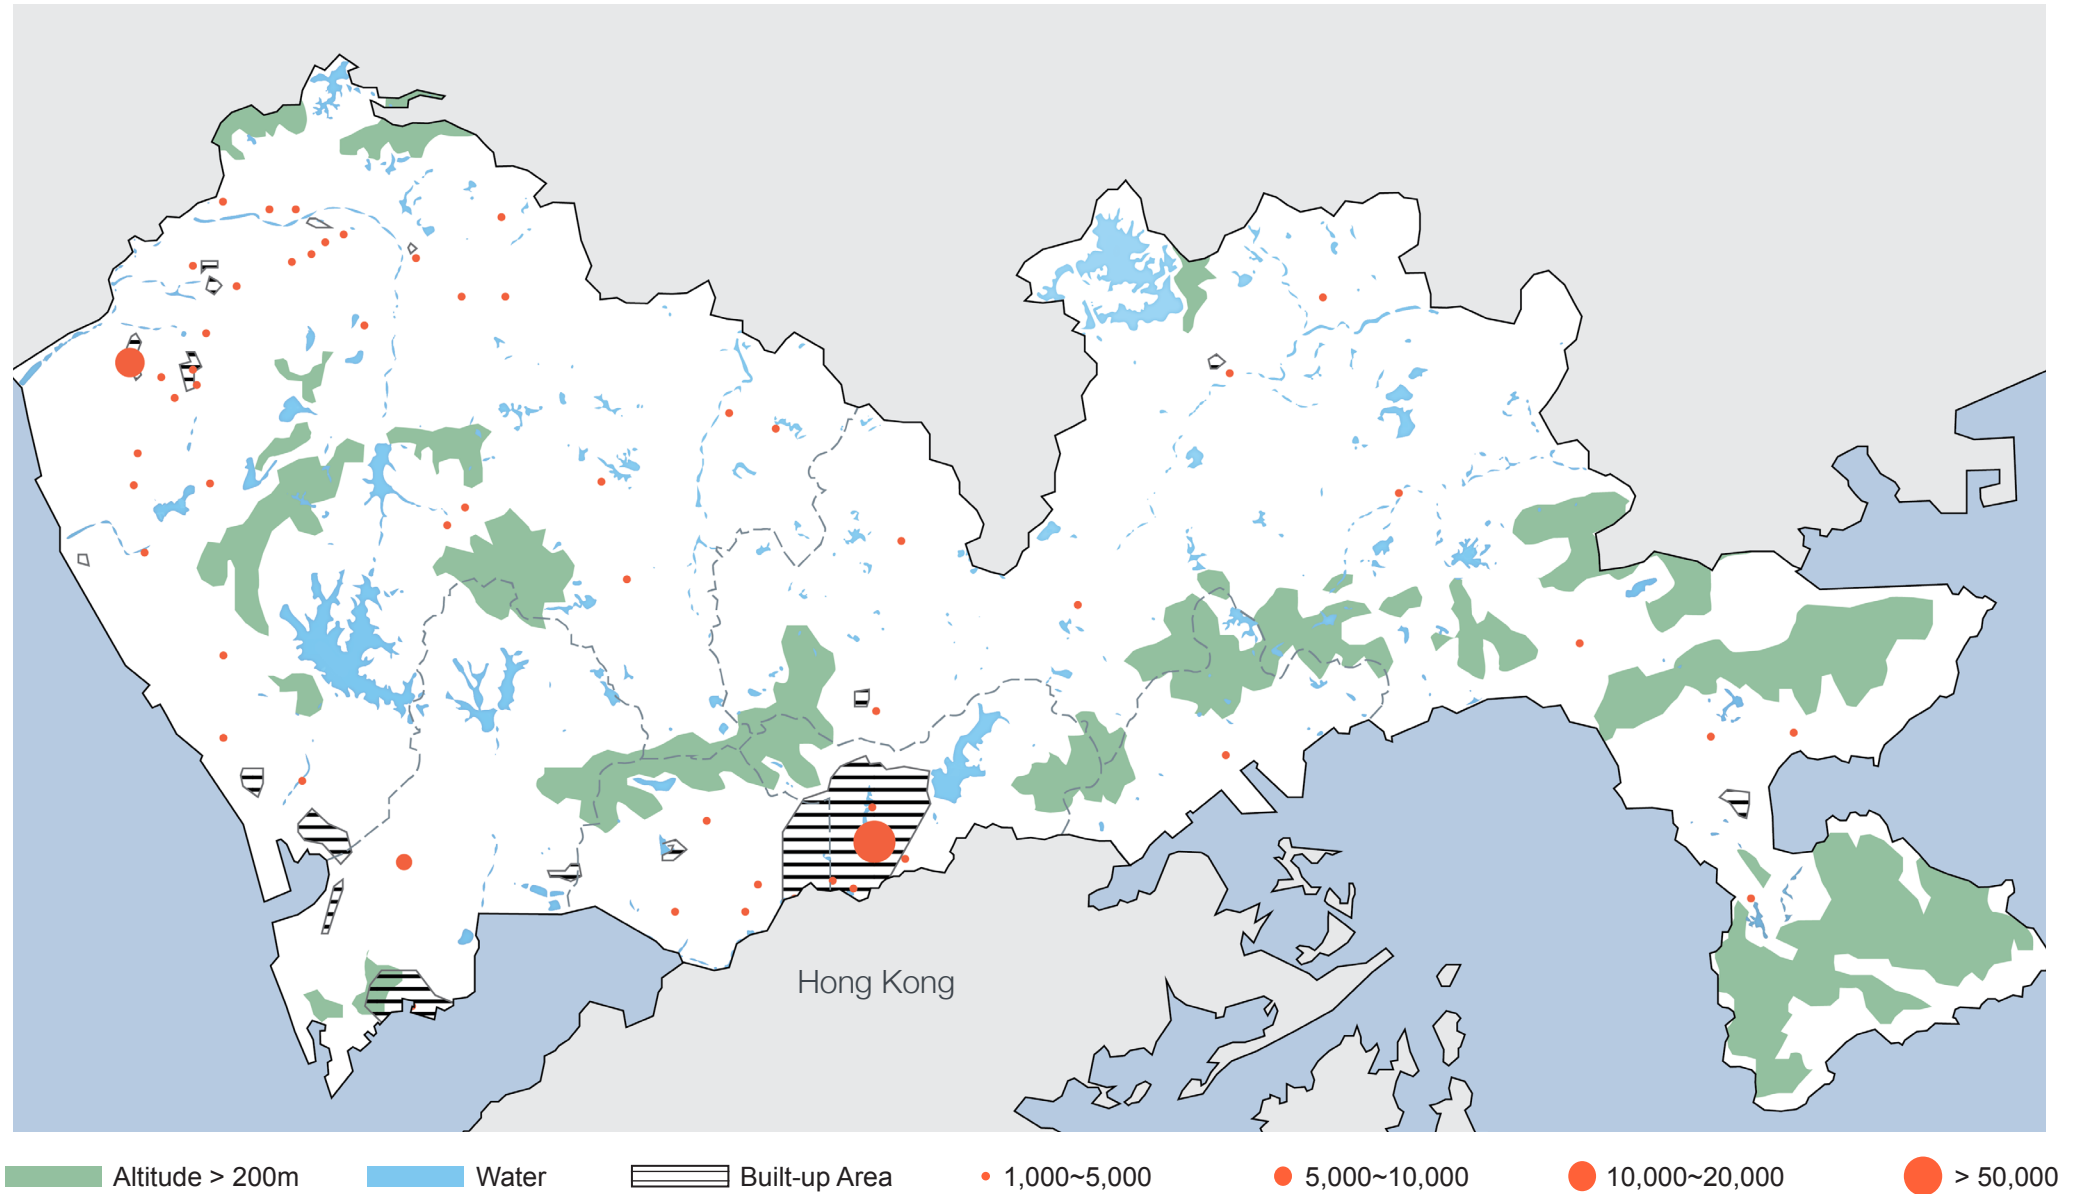 Hong Kong
Altitude > 200m
Water
Built-up Area
1,000~5,000
5,000~10,000
10,000~20,000
> 50,000